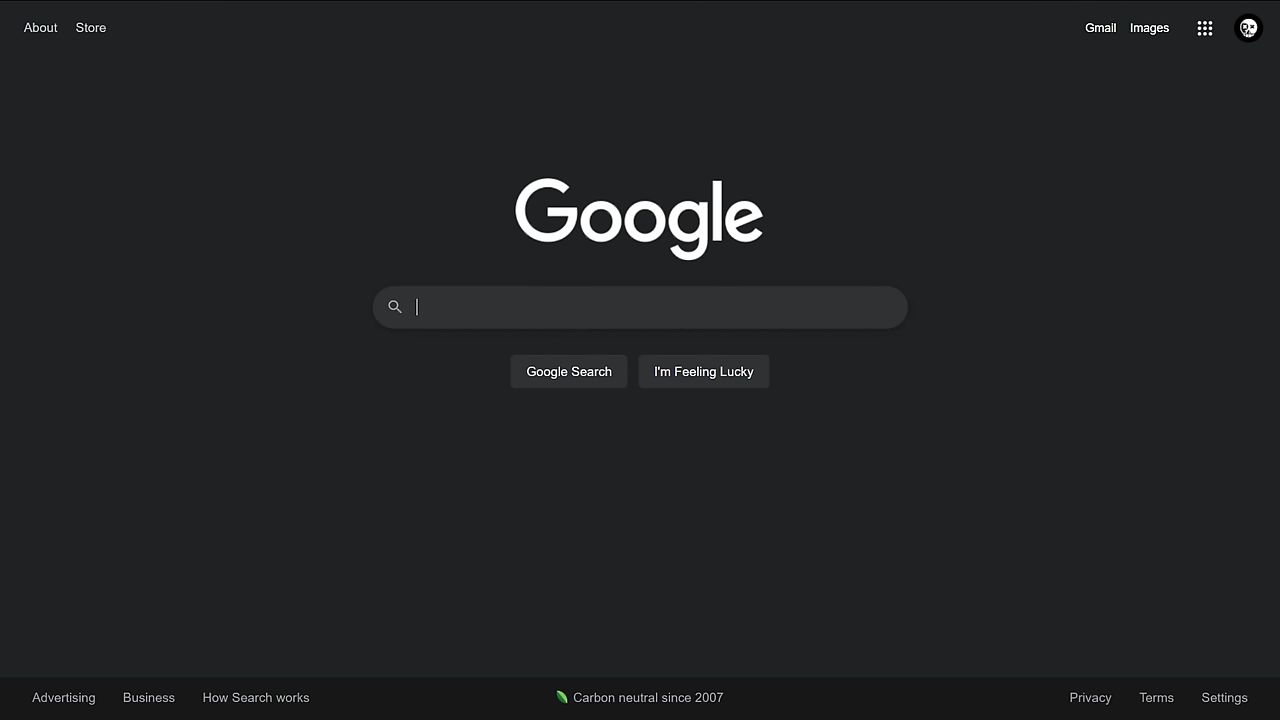 About Store Gmail Images
Google
Google Search I'm Feeling Lucky
Advertising Business How Search works Carbon neutral since 2007 Privacy Terms Settings